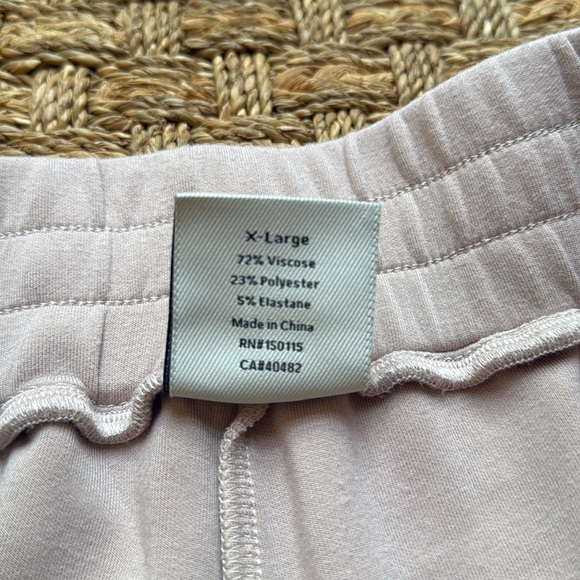 X-Large
72% Viscose
23% Polyester
5% Elastane
Made in China
RN#150115
CA#40482